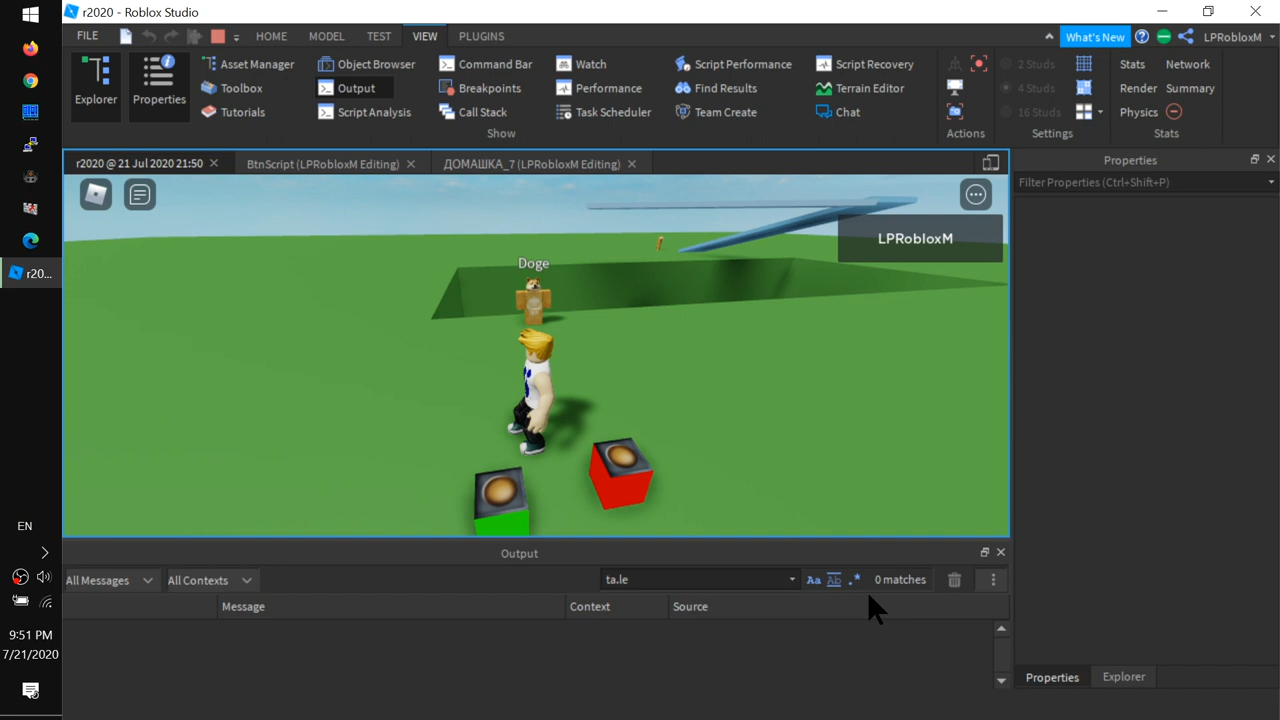 r2020 - Roblox Studio
FILE HOME MODEL TEST VIEW PLUGINS What's New LPRobloxM
Explorer
Properties
Asset Manager
Toolbox
Tutorials
Object Browser
Output
Script Analysis
Command Bar
Breakpoints
Call Stack
Watch
Performance
Task Scheduler
Script Performance
Find Results
Team Create
Script Recovery
Terrain Editor
Chat
Show
Actions
2 Studs
4 Studs
16 Studs
Settings
Stats Network
Render Summary
Physics
Stats
r2020 @ 21 Jul 2020 21:50 BtnScript (LPRobloxM Editing) ДОМАШКА_7 (LPRobloxM Editing)
Properties
Filter Properties (Ctrl+Shift+P)
LPRobloxM
Doge
r20...
Output
All Messages All Contexts ta.le Aa Ab .* 0 matches
Message Context Source
Properties Explorer
EN
9:51 PM
7/21/2020